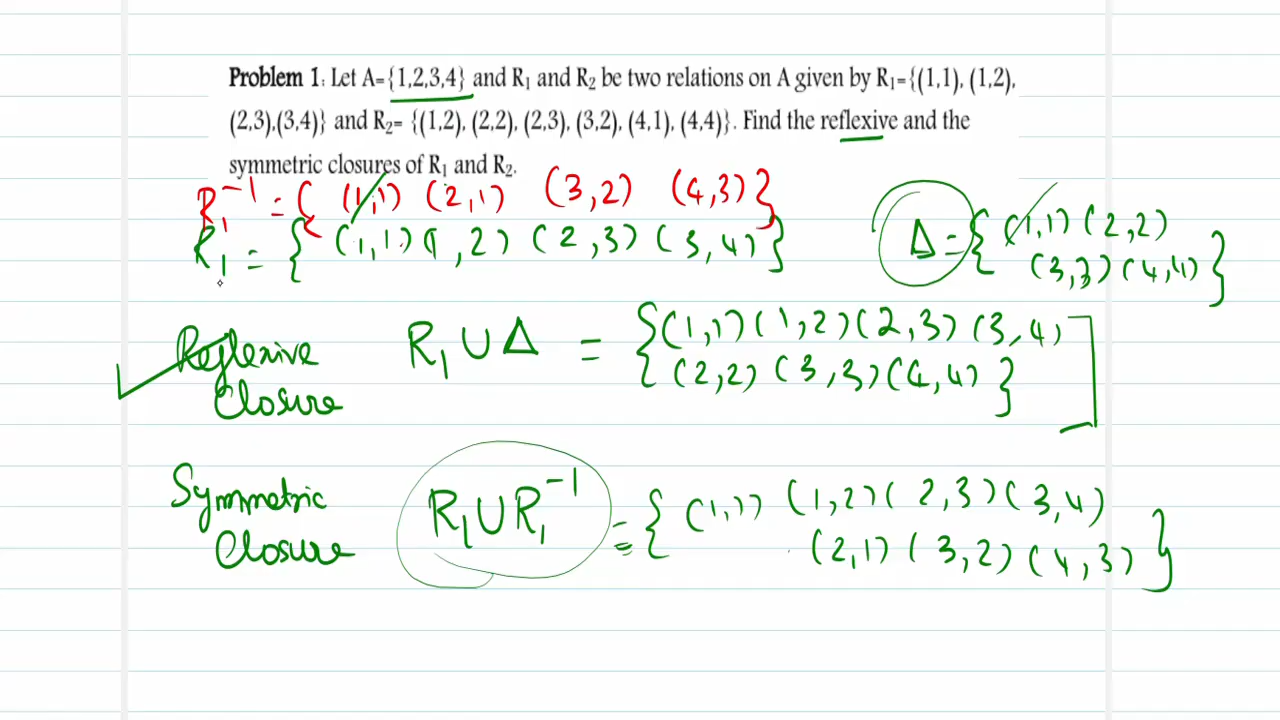 Problem 1: Let A={1,2,3,4} and R₁ and R₂ be two relations on A given by R₁={(1,1), (1,2),
(2,3),(3,4)} and R₂= {(1,2), (2,2), (2,3), (3,2), (4,1), (4,4)}. Find the reflexive and the
symmetric closures of R₁ and R₂.
R₁⁻¹ = { (1,1) (2,1) (3,2) (4,3)}
R₁ = { (1,1) (1,2) (2,3) (3,4)}
Δ = { (1,1) (2,2)
(3,3) (4,4) }
Reflexive
Closure
R₁ ∪ Δ = {(1,1) (1,2) (2,3) (3,4)
(2,2) (3,3) (4,4) }
Symmetric
Closure
R₁ ∪ R₁⁻¹ = { (1,1) (1,2) (2,3) (3,4)
(2,1) (3,2) (4,3) }